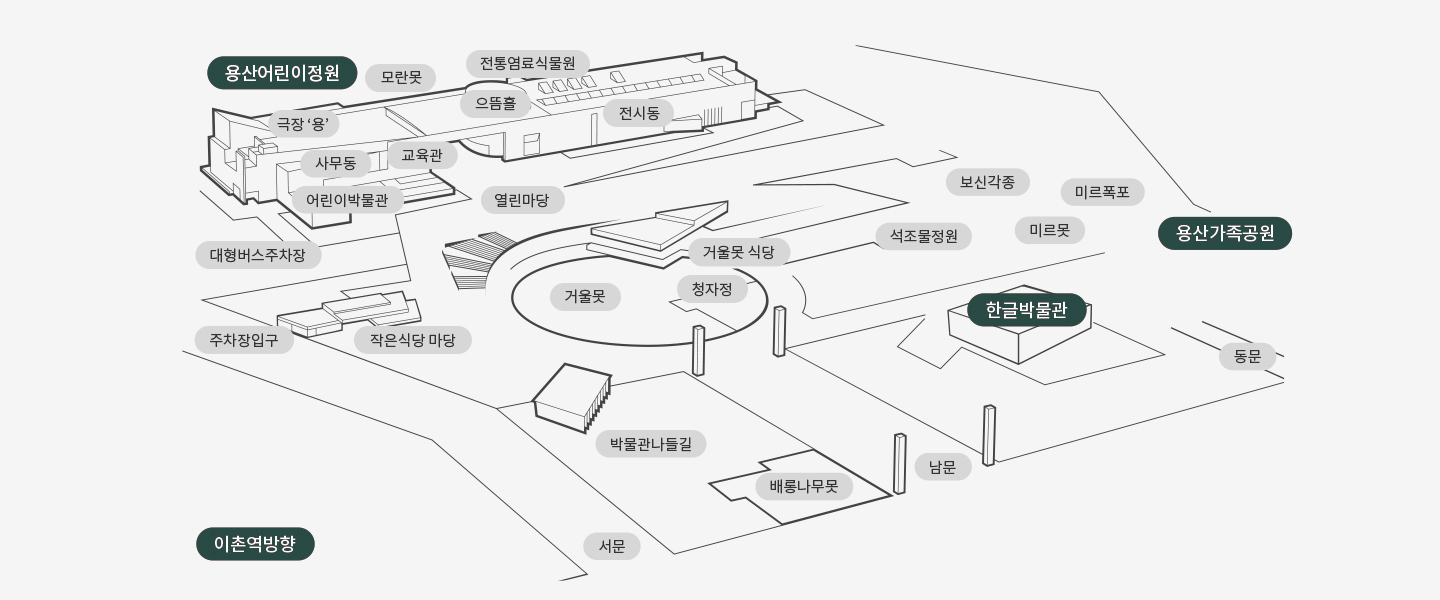 용산어린이정원
모란못
전통염료식물원
으뜸홀
전시동
극장 ‘용’
사무동
교육관
어린이박물관
열린마당
보신각종
미르폭포
석조물정원
미르못
용산가족공원
대형버스주차장
거울못 식당
거울못
청자정
한글박물관
주차장입구
작은식당 마당
동문
박물관나들길
배롱나무못
남문
이촌역방향
서문